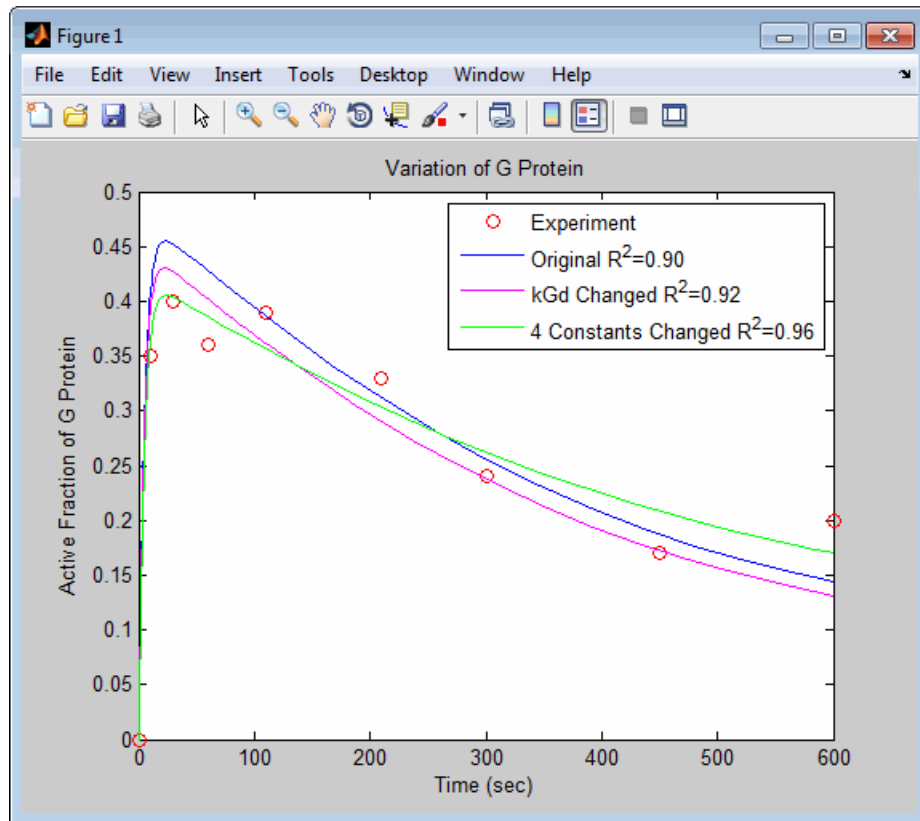 Figure 1
File Edit View Insert Tools Desktop Window Help
Variation of G Protein
Experiment
Original R²=0.90
kGd Changed R²=0.92
4 Constants Changed R²=0.96
Active Fraction of G Protein
0.5
0.45
0.4
0.35
0.3
0.25
0.2
0.15
0.1
0.05
0
0 100 200 300 400 500 600
Time (sec)